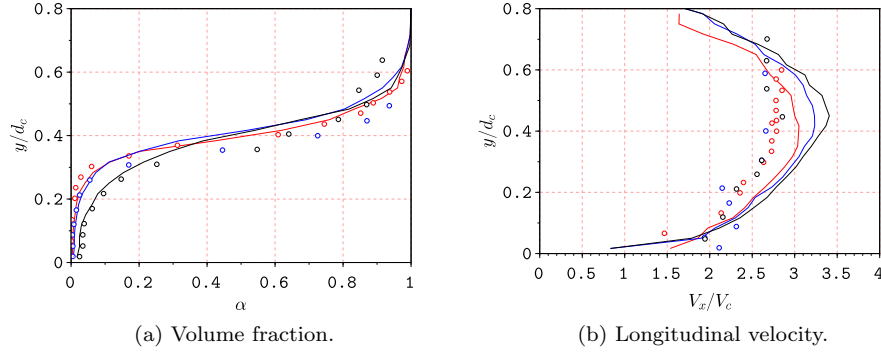 0.8
0.6
0.4
0.2
0
y/d_c
0 0.2 0.4 0.6 0.8 1
α
(a) Volume fraction.
0.8
0.6
0.4
0.2
0
y/d_c
0 0.5 1 1.5 2 2.5 3 3.5 4
V_x/V_c
(b) Longitudinal velocity.